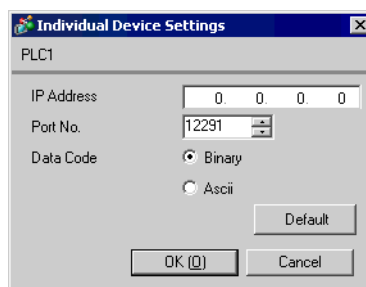 Individual Device Settings
PLC1
IP Address 0. 0. 0. 0
Port No. 12291
Data Code Binary
Ascii
Default
OK (O) Cancel